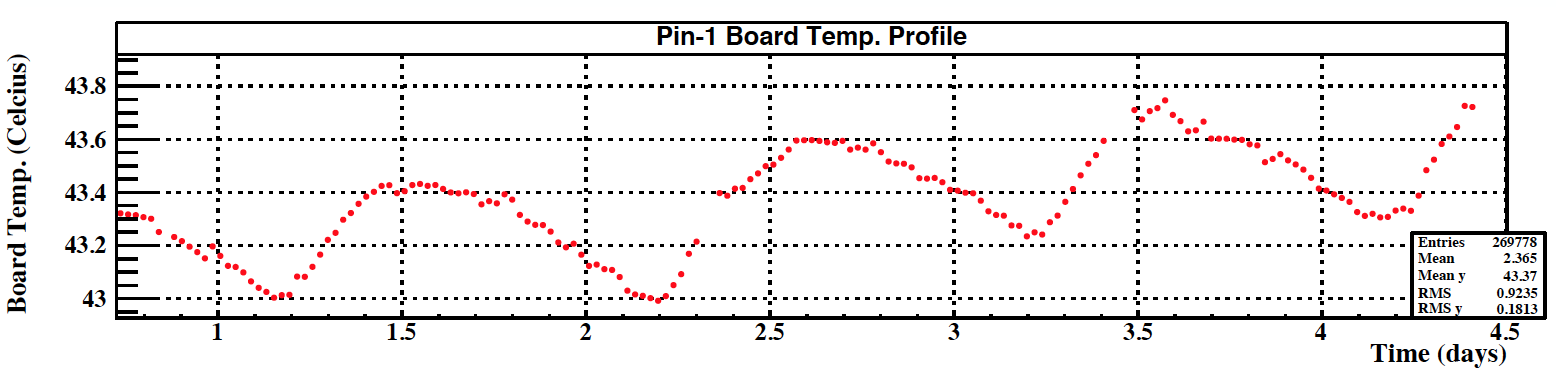 Pin-1 Board Temp. Profile
Board Temp. (Celcius)
43.8
43.6
43.4
43.2
43
Entries 269778
Mean 2.365
Mean y 43.37
RMS 0.9235
RMS y 0.1813
1 1.5 2 2.5 3 3.5 4 4.5
Time (days)